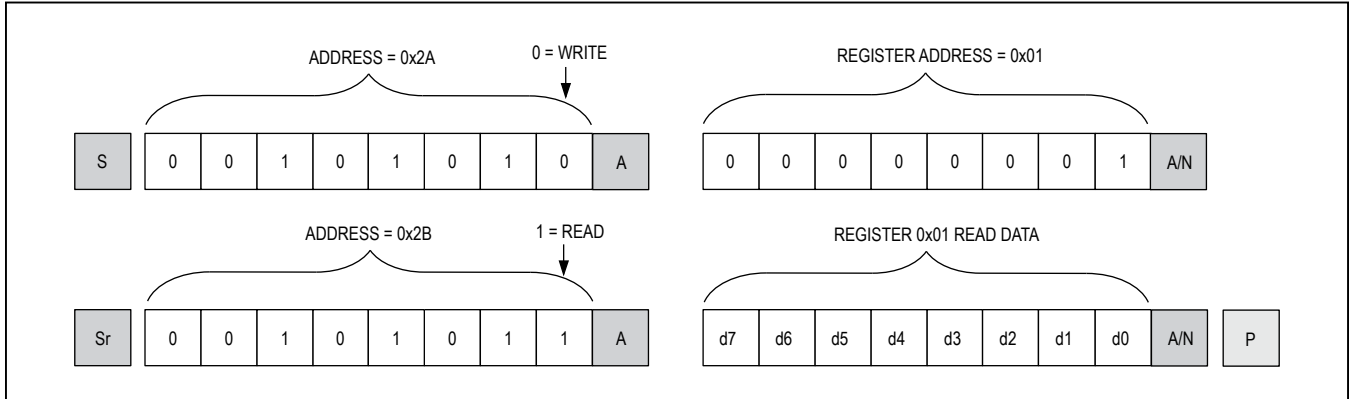 ADDRESS = 0x2A 0 = WRITE REGISTER ADDRESS = 0x01
S 0 0 1 0 1 0 1 0 A 0 0 0 0 0 0 0 1 A/N
ADDRESS = 0x2B 1 = READ REGISTER 0x01 READ DATA
Sr 0 0 1 0 1 0 1 1 A d7 d6 d5 d4 d3 d2 d1 d0 A/N P